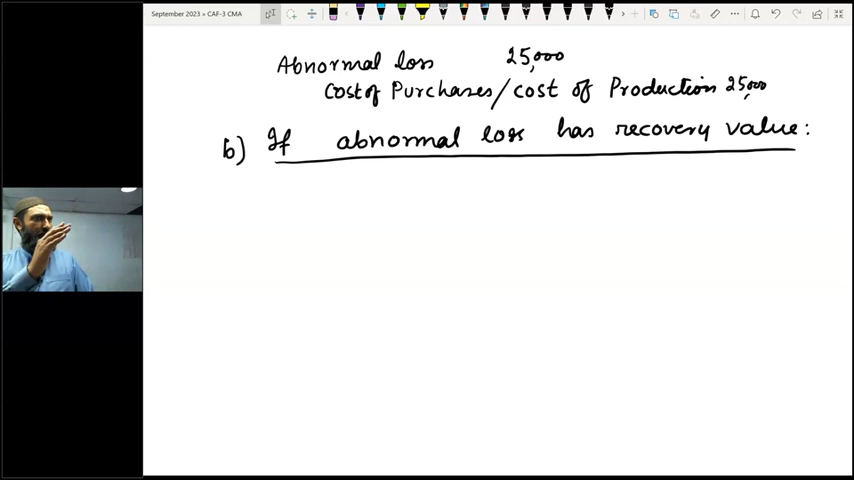 September 2023 » CAF-3 CMA
Abnormal loss 25,000
Cost of Purchases / cost of Production 25,000
b) If abnormal loss has recovery value: